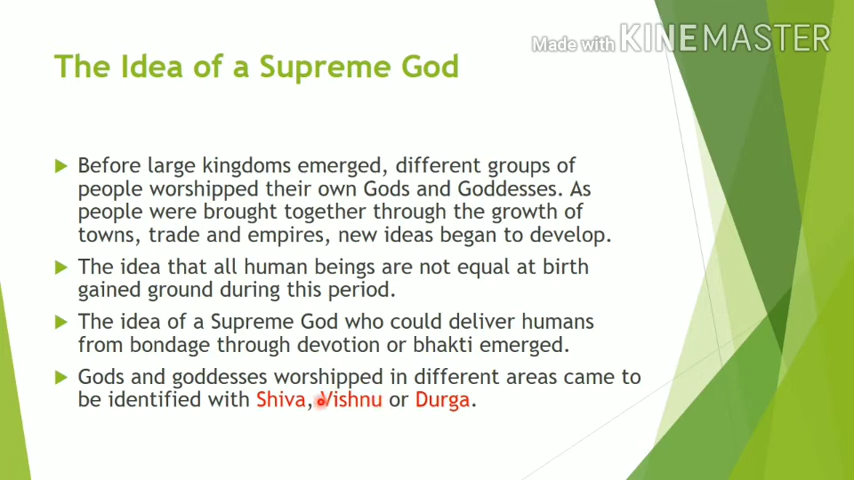 Made with KINEMASTER
The Idea of a Supreme God
Before large kingdoms emerged, different groups of
people worshipped their own Gods and Goddesses. As
people were brought together through the growth of
towns, trade and empires, new ideas began to develop.
The idea that all human beings are not equal at birth
gained ground during this period.
The idea of a Supreme God who could deliver humans
from bondage through devotion or bhakti emerged.
Gods and goddesses worshipped in different areas came to
be identified with Shiva, Vishnu or Durga.